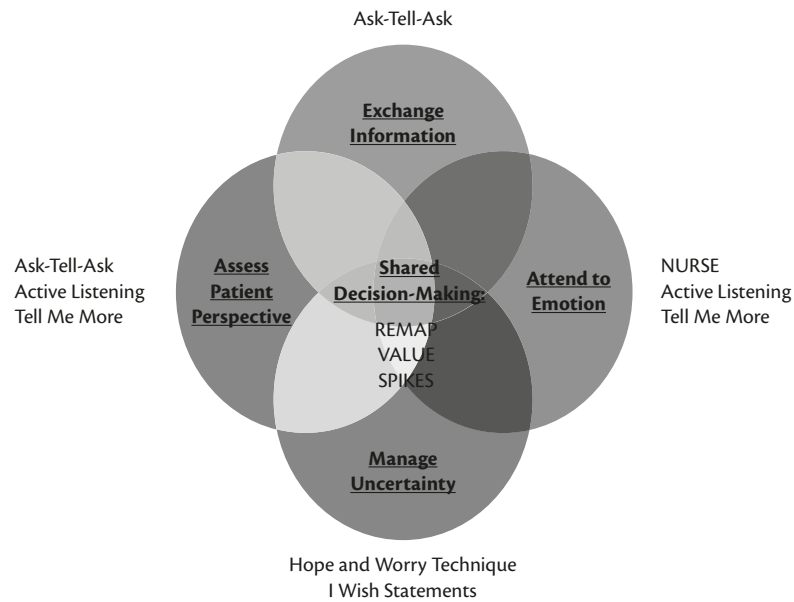 Ask-Tell-Ask
Exchange
Information
Ask-Tell-Ask
Active Listening
Tell Me More
Assess
Patient
Perspective
Shared
Decision-Making:
REMAP
VALUE
SPIKES
Attend to
Emotion
NURSE
Active Listening
Tell Me More
Manage
Uncertainty
Hope and Worry Technique
I Wish Statements